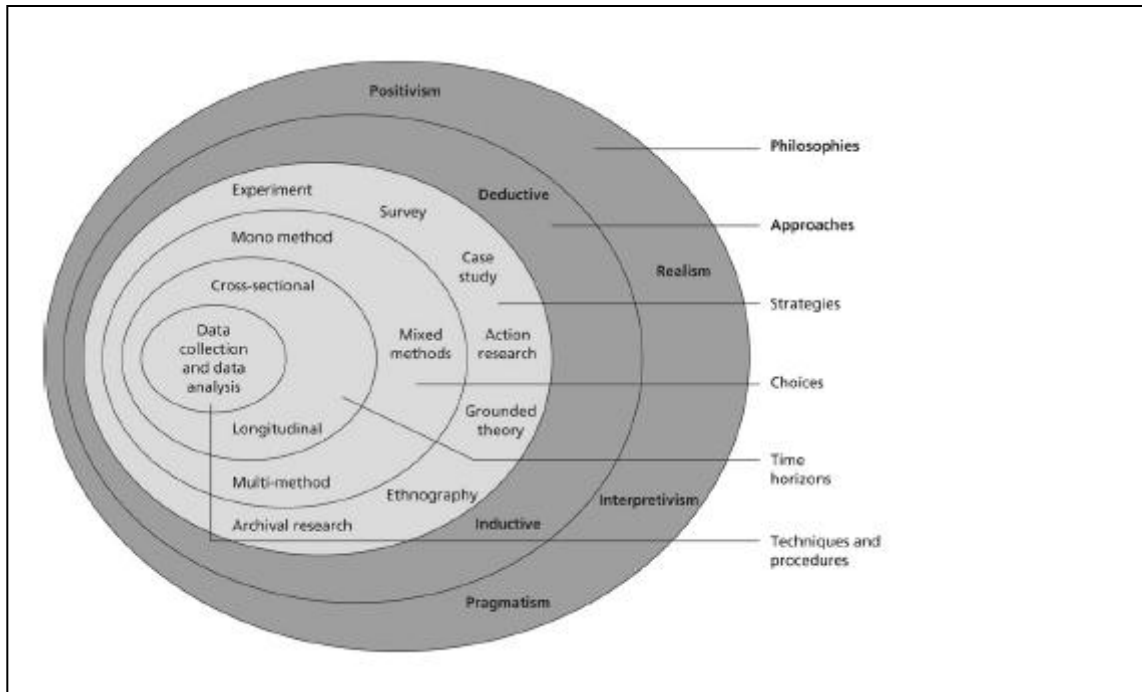 Positivism
Philosophies
Experiment
Deductive
Survey
Approaches
Mono method
Case
study
Realism
Cross-sectional
Strategies
Data
collection
and data
analysis
Mixed
methods
Action
research
Choices
Grounded
theory
Longitudinal
Time
horizons
Multi-method
Ethnography
Interpretivism
Archival research
Inductive
Techniques and
procedures
Pragmatism